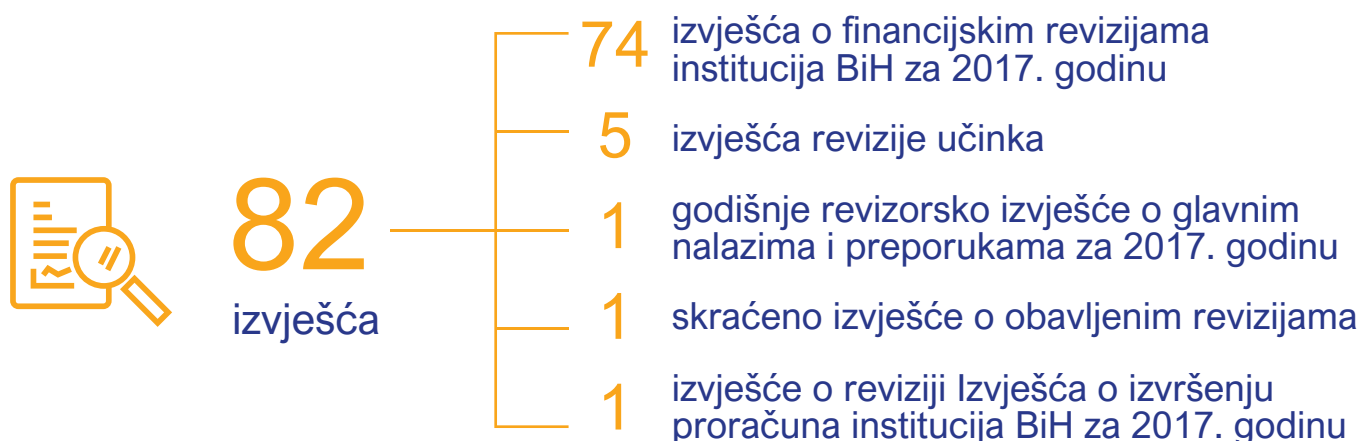 82
izvješća
74
izvješća o financijskim revizijama
institucija BiH za 2017. godinu
5
izvješća revizije učinka
1
godišnje revizorsko izvješće o glavnim
nalazima i preporukama za 2017. godinu
1
skraćeno izvješće o obavljenim revizijama
1
izvješće o reviziji Izvješća o izvršenju
proračuna institucija BiH za 2017. godinu